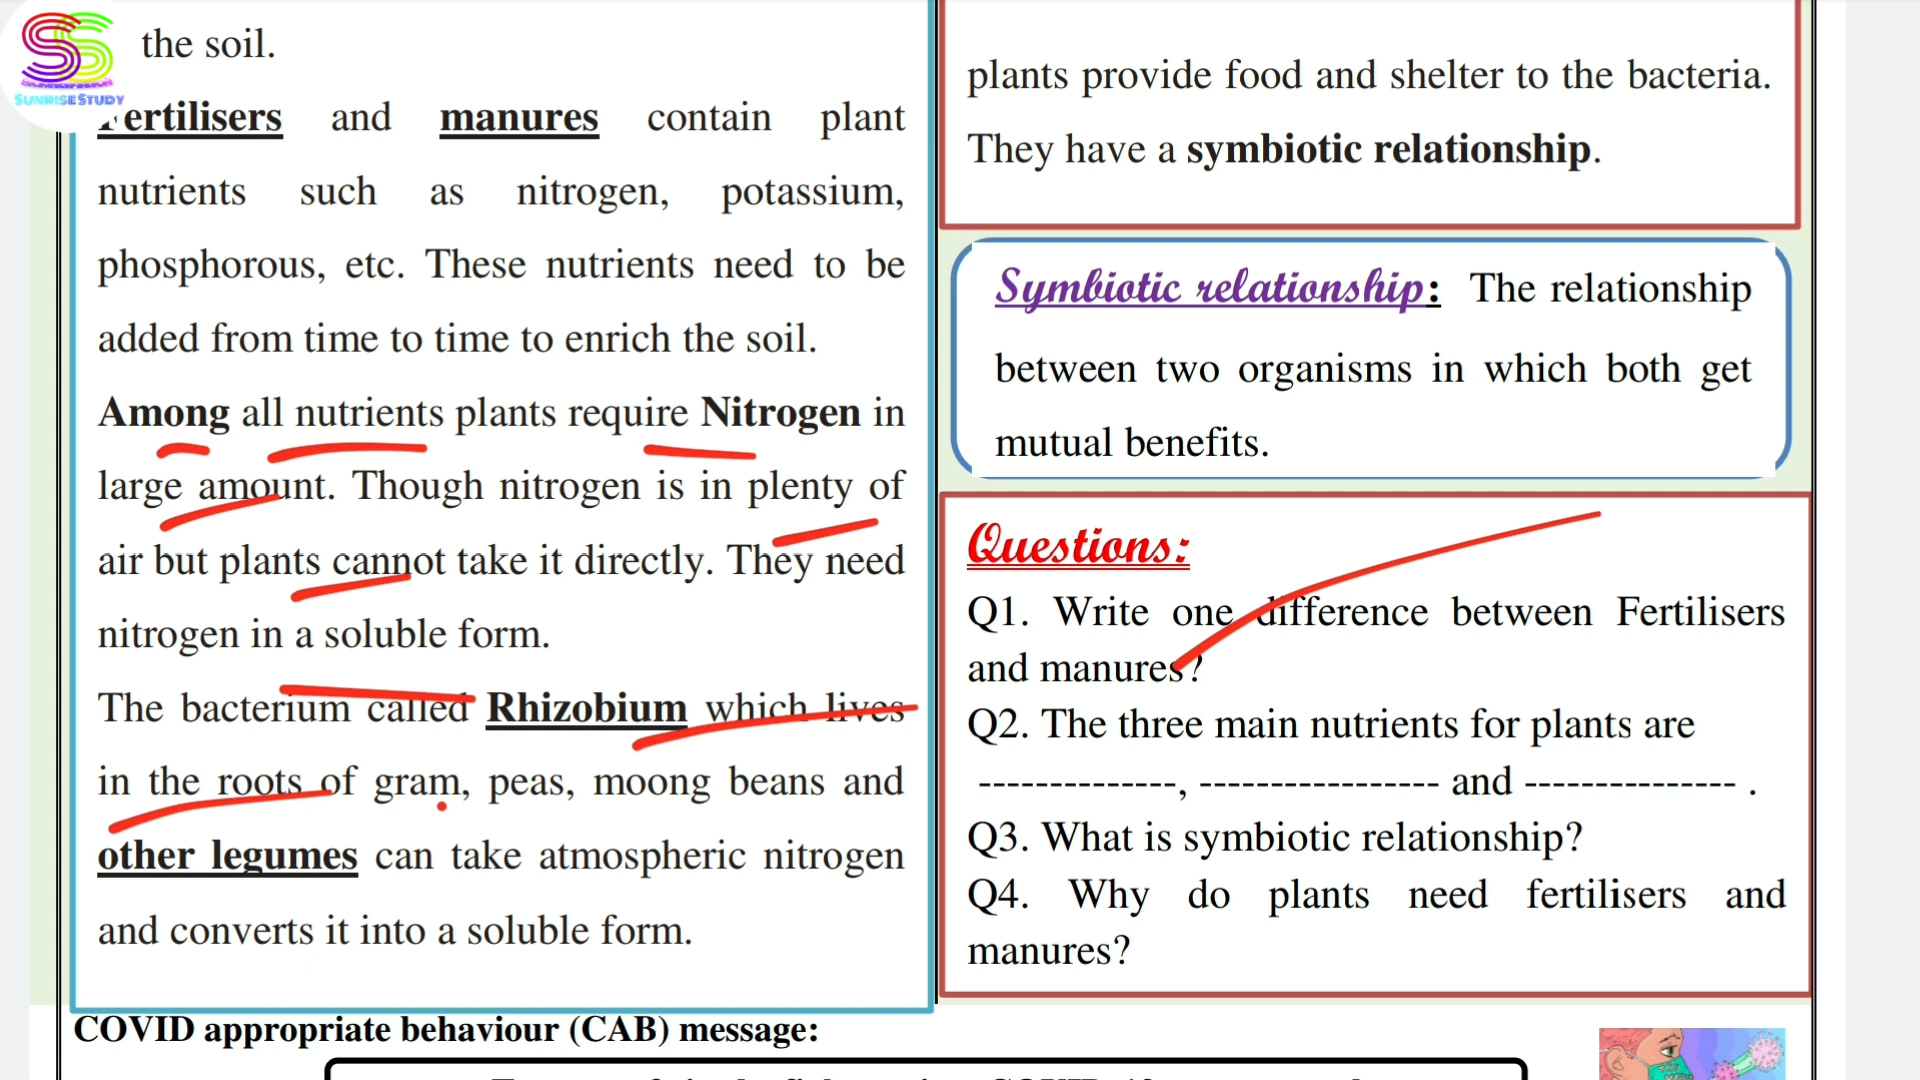 SUNRISESTUDY
the soil.
Fertilisers and manures contain plant
nutrients such as nitrogen, potassium,
phosphorous, etc. These nutrients need to be
added from time to time to enrich the soil.
Among all nutrients plants require Nitrogen in
large amount. Though nitrogen is in plenty of
air but plants cannot take it directly. They need
nitrogen in a soluble form.
The bacterium called Rhizobium which lives
in the roots of gram, peas, moong beans and
other legumes can take atmospheric nitrogen
and converts it into a soluble form.
plants provide food and shelter to the bacteria.
They have a symbiotic relationship.
Symbiotic relationship: The relationship
between two organisms in which both get
mutual benefits.
Questions:
Q1. Write one difference between Fertilisers
and manures?
Q2. The three main nutrients for plants are
---------------, ----------------- and --------------- .
Q3. What is symbiotic relationship?
Q4. Why do plants need fertilisers and
manures?
COVID appropriate behaviour (CAB) message: